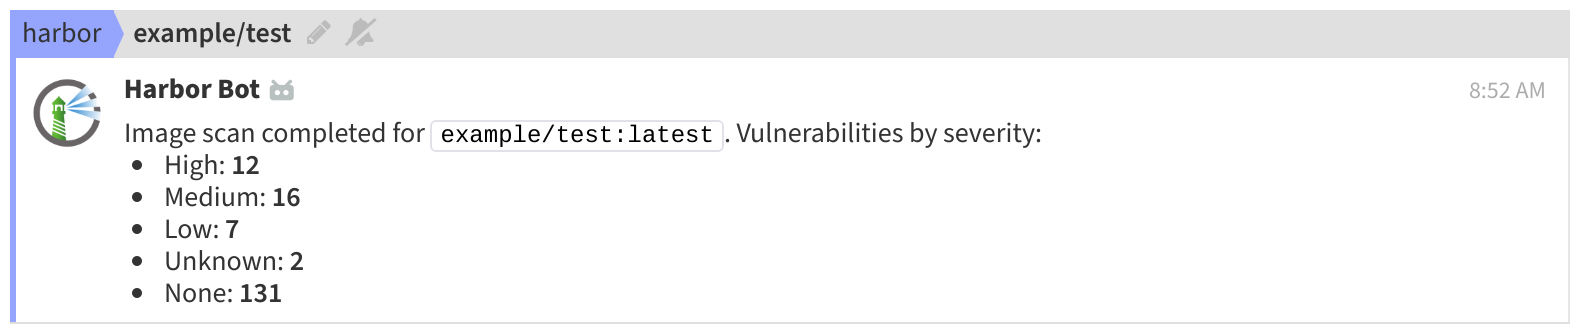 harbor example/test
Harbor Bot 8:52 AM
Image scan completed for example/test:latest. Vulnerabilities by severity:
• High: 12
• Medium: 16
• Low: 7
• Unknown: 2
• None: 131